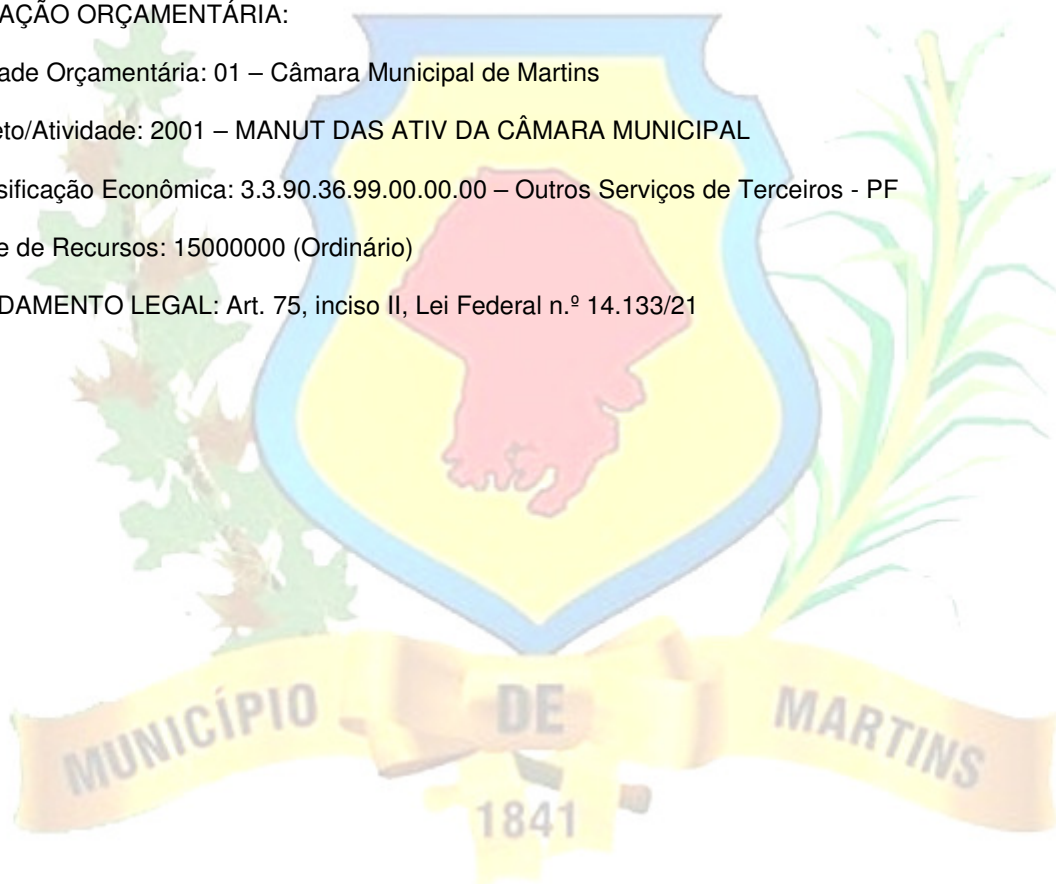 AÇÃO ORÇAMENTÁRIA:
ade Orçamentária: 01 – Câmara Municipal de Martins
eto/Atividade: 2001 – MANUT DAS ATIV DA CÂMARA MUNICIPAL
sificação Econômica: 3.3.90.36.99.00.00.00 – Outros Serviços de Terceiros - PF
e de Recursos: 15000000 (Ordinário)
DAMENTO LEGAL: Art. 75, inciso II, Lei Federal n.º 14.133/21
MUNICÍPIO DE MARTINS
1841